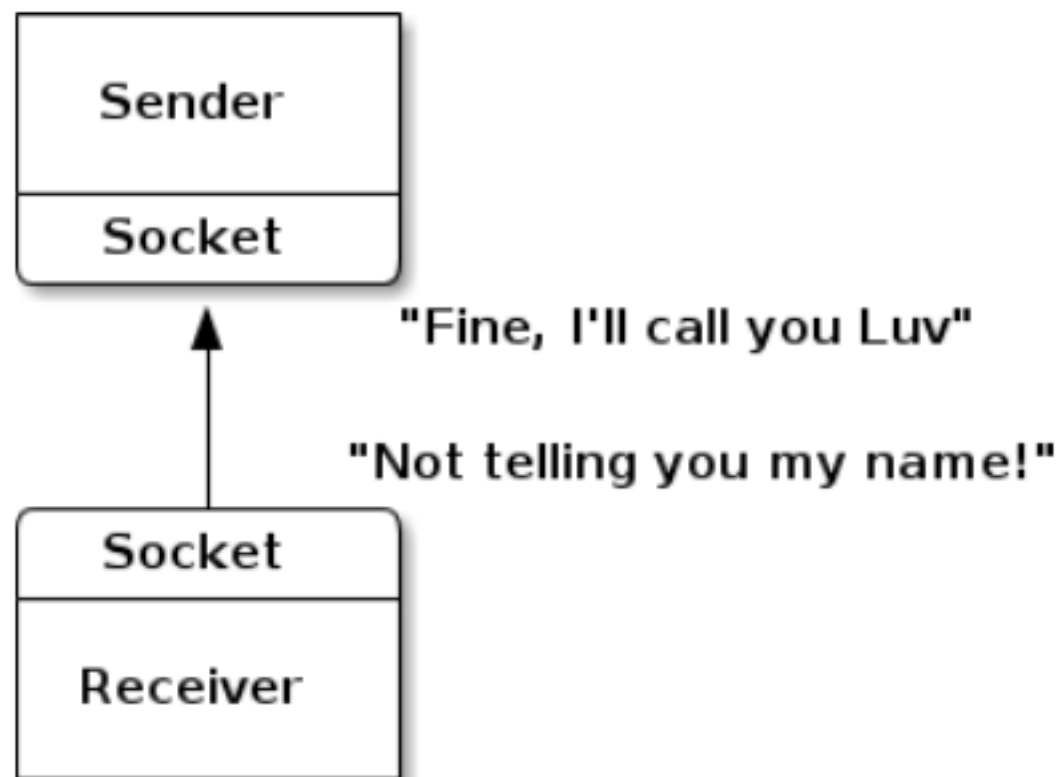 Sender
Socket
"Fine, I'll call you Luv"
"Not telling you my name!"
Socket
Receiver